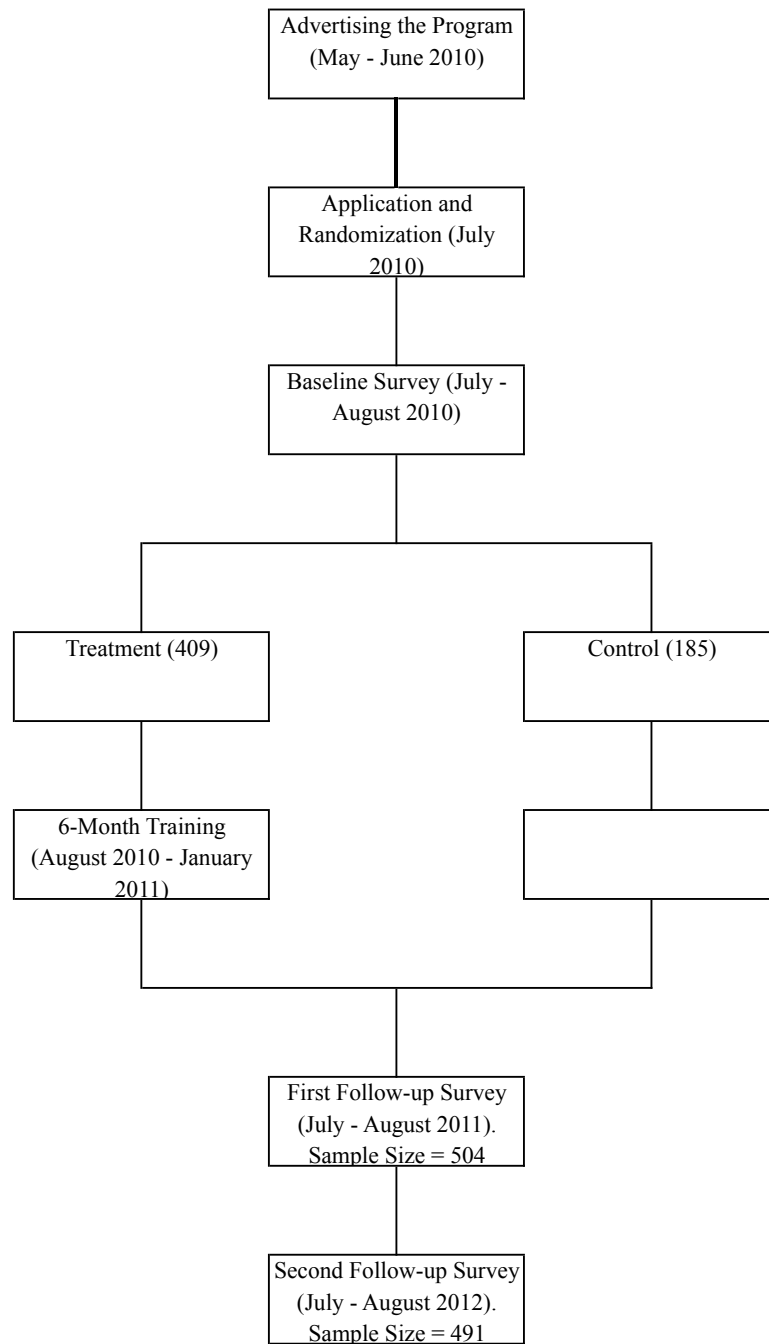 Advertising the Program
(May - June 2010)
Application and
Randomization (July
2010)
Baseline Survey (July -
August 2010)
Treatment (409)
Control (185)
6-Month Training
(August 2010 - January
2011)
First Follow-up Survey
(July - August 2011).
Sample Size = 504
Second Follow-up Survey
(July - August 2012).
Sample Size = 491